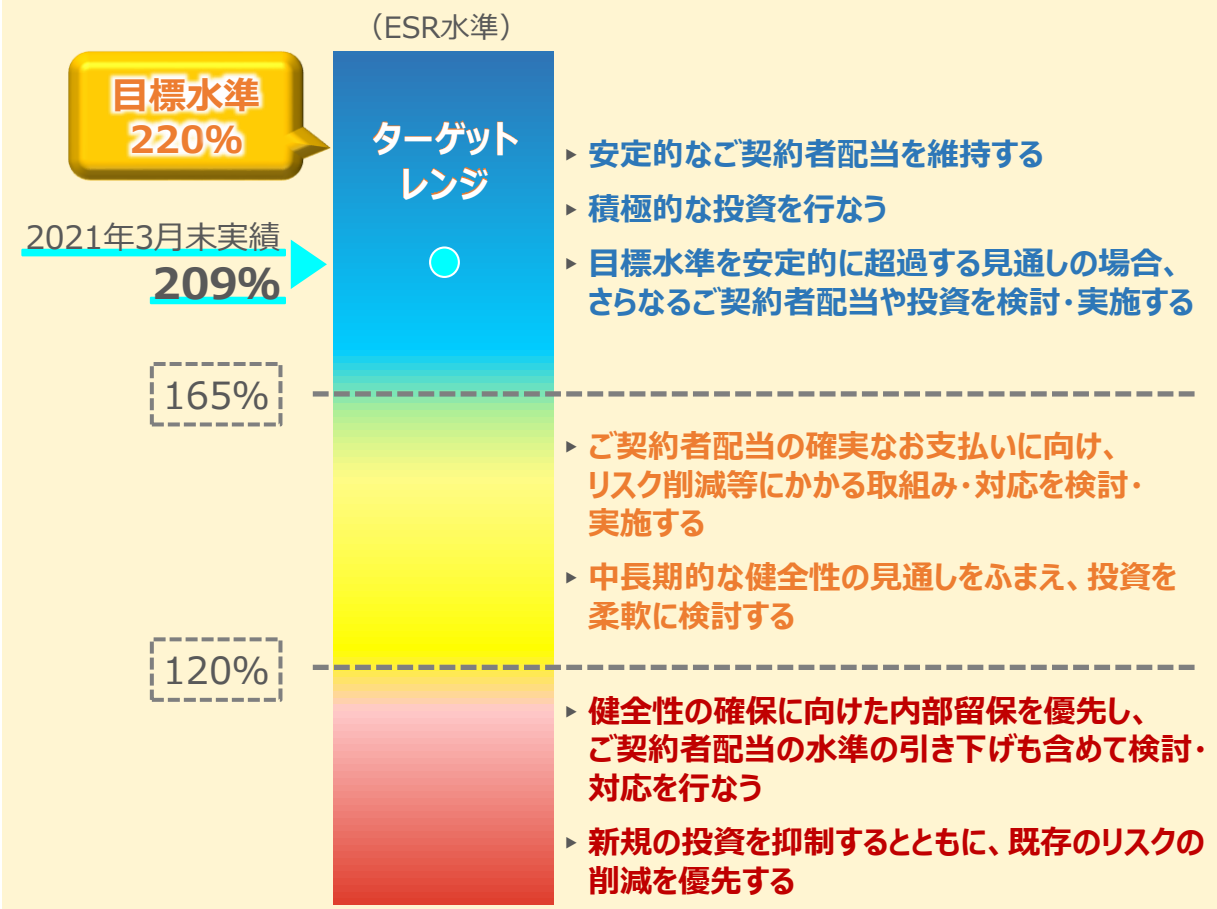 （ESR水準）
目標水準
220%
ターゲット
レンジ
2021年3月末実績
209%
▸ 安定的なご契約者配当を維持する
▸ 積極的な投資を行なう
▸ 目標水準を安定的に超過する見通しの場合、
さらなるご契約者配当や投資を検討・実施する
165%
▸ ご契約者配当の確実なお支払いに向け、
リスク削減等にかかる取組み・対応を検討・
実施する
▸ 中長期的な健全性の見通しをふまえ、投資を
柔軟に検討する
120%
▸ 健全性の確保に向けた内部留保を優先し、
ご契約者配当の水準の引き下げも含めて検討・
対応を行なう
▸ 新規の投資を抑制するとともに、既存のリスクの
削減を優先する